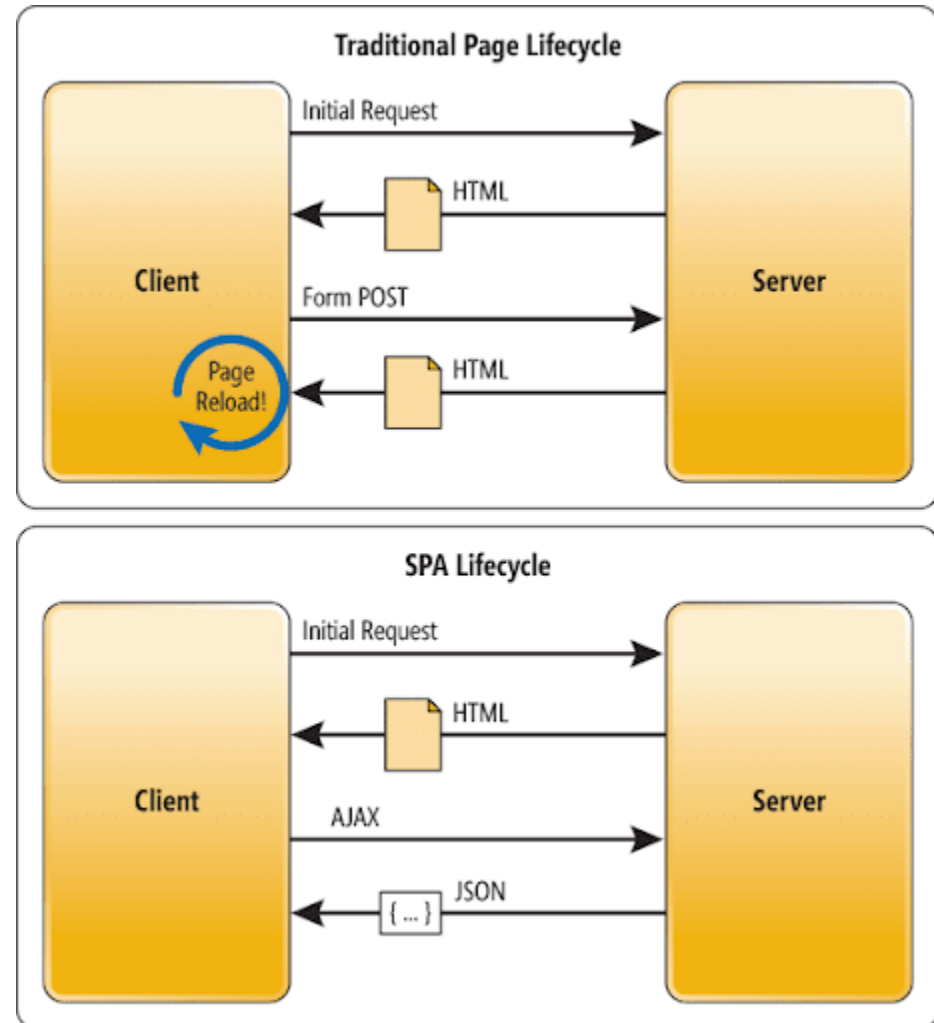 Traditional Page Lifecycle
Initial Request
HTML
Client
Server
Form POST
HTML
Page
Reload!
SPA Lifecycle
Initial Request
HTML
Client
Server
AJAX
JSON
{ ... }